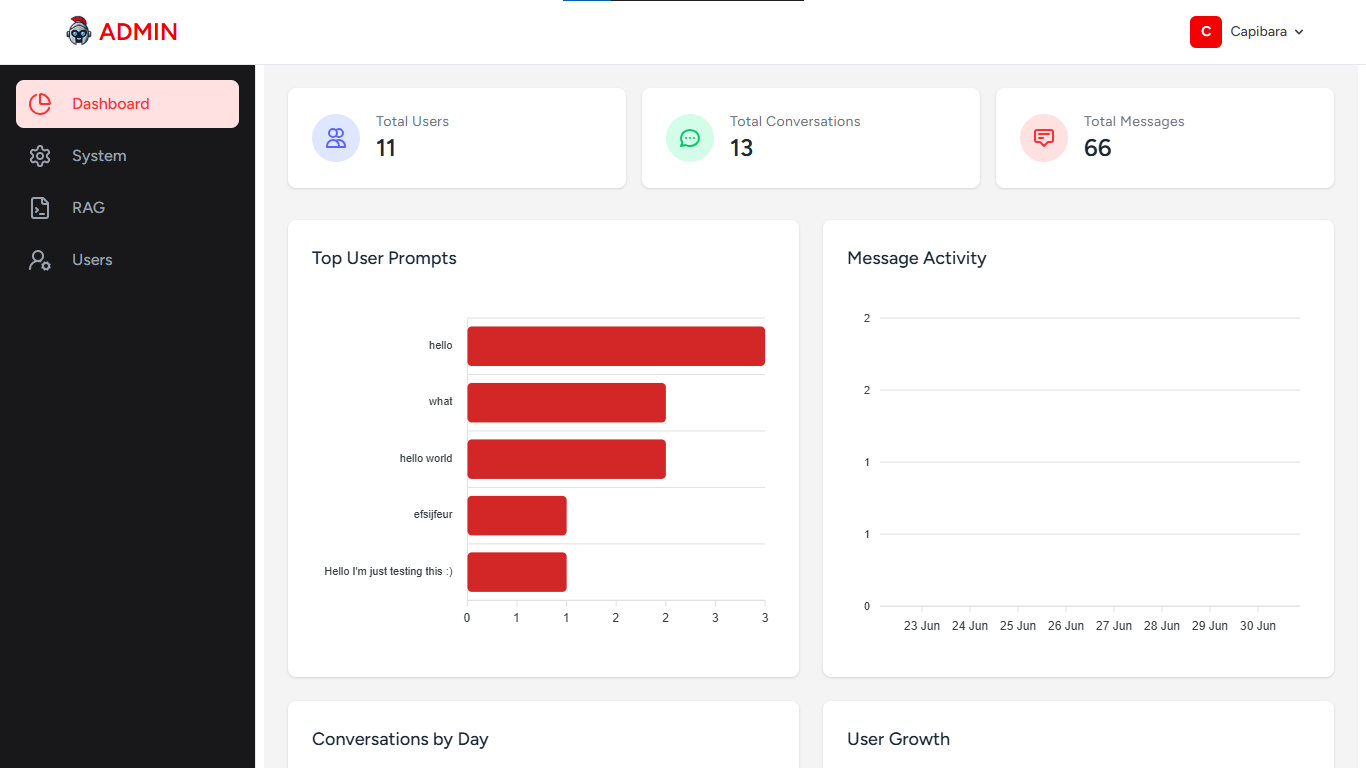 ADMIN
C Capibara
Dashboard
System
RAG
Users
Total Users
11
Total Conversations
13
Total Messages
66
Top User Prompts
hello
what
hello world
efsijfeur
Hello I'm just testing this :)
0 1 1 2 2 3 3
Message Activity
2
2
1
1
0
23 Jun 24 Jun 25 Jun 26 Jun 27 Jun 28 Jun 29 Jun 30 Jun
Conversations by Day
User Growth